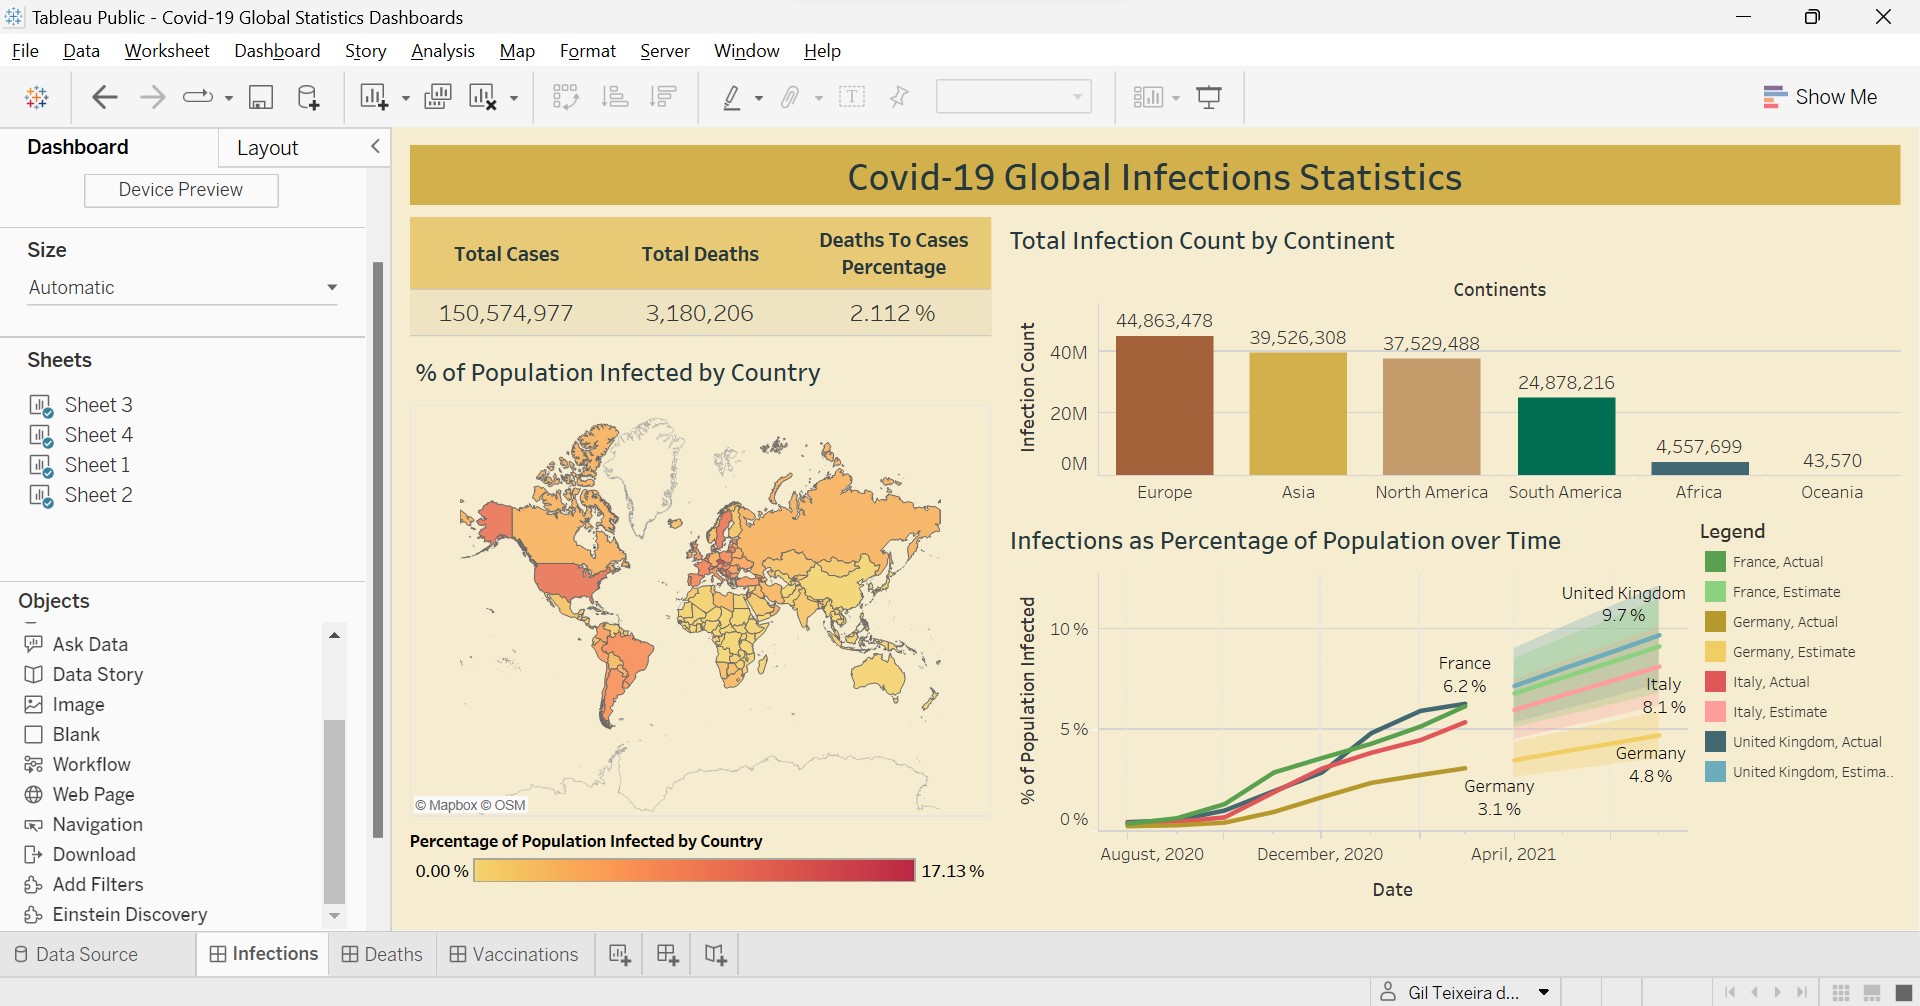 Tableau Public - Covid-19 Global Statistics Dashboards
File Data Worksheet Dashboard Story Analysis Map Format Server Window Help
Show Me
Dashboard
Layout
Device Preview
Size
Automatic
Sheets
Sheet 3
Sheet 4
Sheet 1
Sheet 2
Objects
Ask Data
Data Story
Image
Blank
Workflow
Web Page
Navigation
Download
Add Filters
Einstein Discovery
Covid-19 Global Infections Statistics
Total Cases
Total Deaths
Deaths To Cases
Percentage
150,574,977
3,180,206
2.112 %
% of Population Infected by Country
© Mapbox © OSM
Percentage of Population Infected by Country
0.00 %
17.13 %
Total Infection Count by Continent
Continents
Infection Count
40M
20M
0M
44,863,478
39,526,308
37,529,488
24,878,216
4,557,699
43,570
Europe
Asia
North America
South America
Africa
Oceania
Infections as Percentage of Population over Time
% of Population Infected
10 %
5 %
0 %
United Kingdom
9.7 %
France
6.2 %
Italy
8.1 %
Germany
4.8 %
Germany
3.1 %
August, 2020
December, 2020
April, 2021
Date
Legend
France, Actual
France, Estimate
Germany, Actual
Germany, Estimate
Italy, Actual
Italy, Estimate
United Kingdom, Actual
United Kingdom, Estima..
Data Source
Infections
Deaths
Vaccinations
Gil Teixeira d...